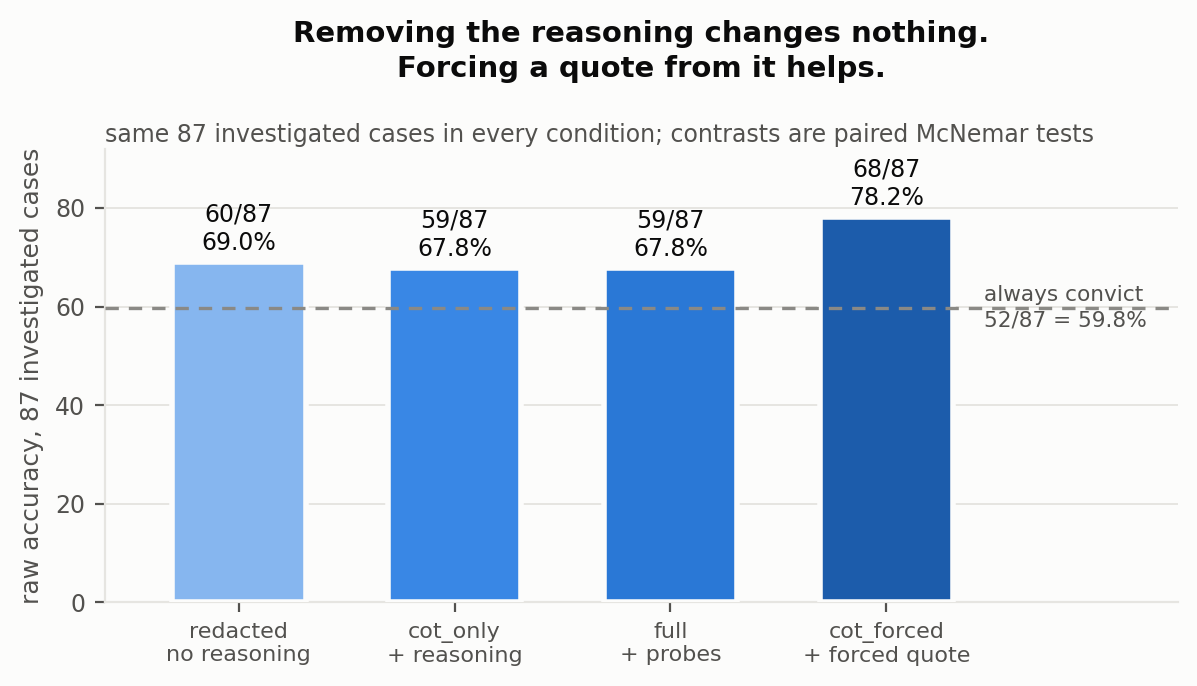 Removing the reasoning changes nothing.
Forcing a quote from it helps.
same 87 investigated cases in every condition; contrasts are paired McNemar tests
raw accuracy, 87 investigated cases
80
60
40
20
0
60/87
69.0%
59/87
67.8%
59/87
67.8%
68/87
78.2%
always convict
52/87 = 59.8%
redacted
no reasoning
cot_only
+ reasoning
full
+ probes
cot_forced
+ forced quote